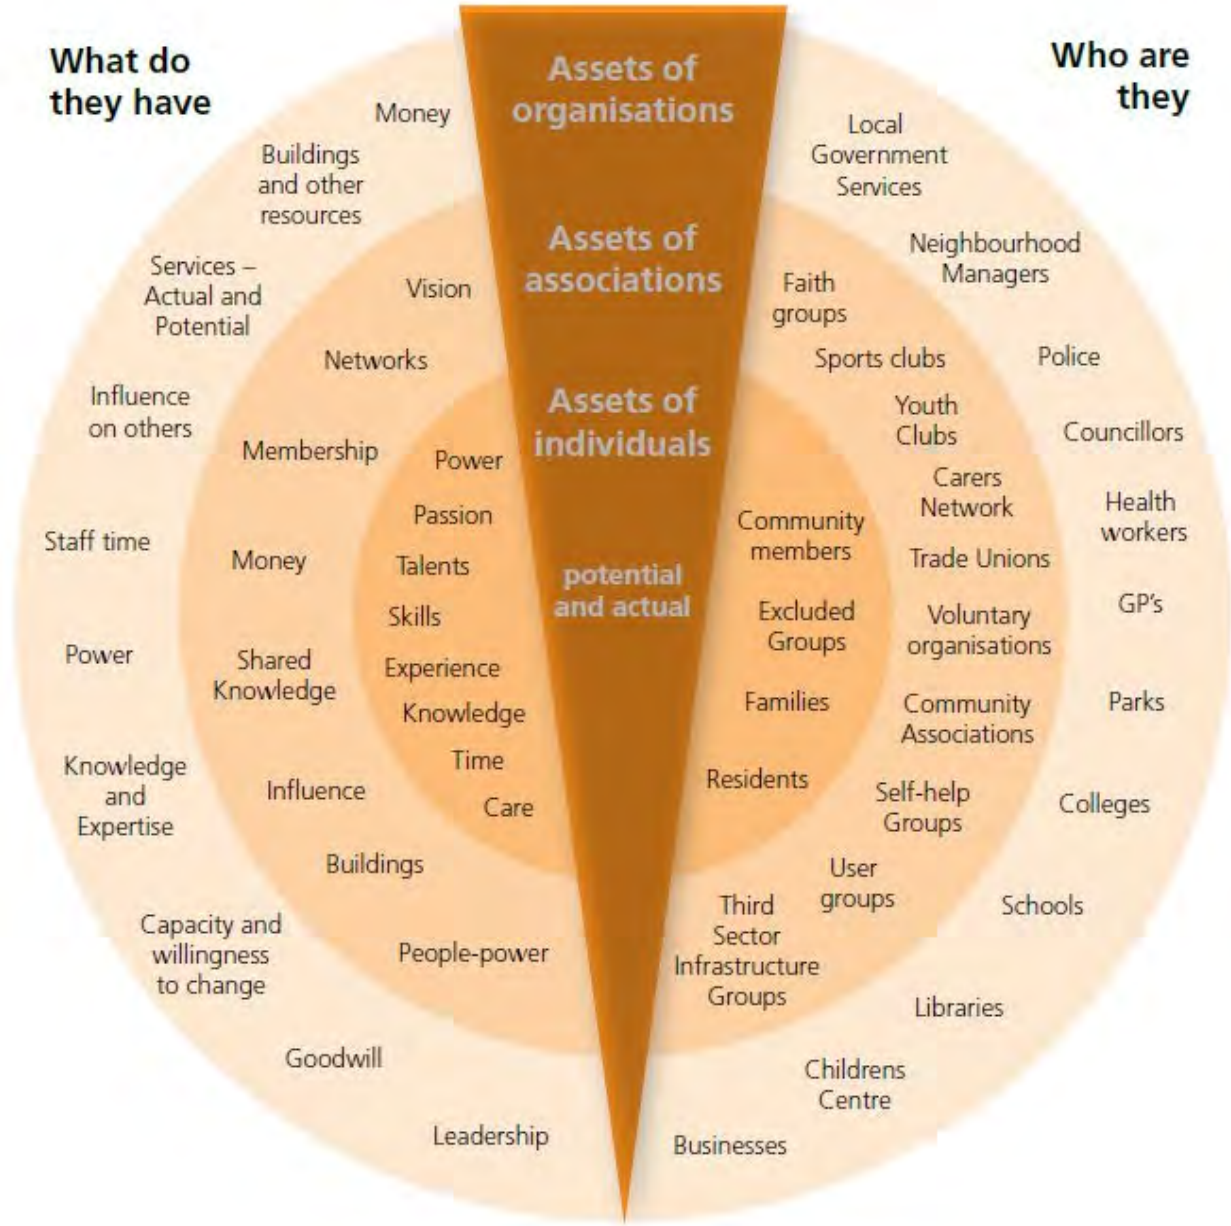 What do
they have
Who are
they
Assets of
organisations
Assets of
associations
Assets of
individuals
potential
and actual
Money
Buildings
and other
resources
Services –
Actual and
Potential
Influence
on others
Staff time
Power
Knowledge
and
Expertise
Capacity and
willingness
to change
Goodwill
Leadership
Vision
Networks
Membership
Money
Shared
Knowledge
Influence
Buildings
People-power
Power
Passion
Talents
Skills
Experience
Knowledge
Time
Care
Community
members
Excluded
Groups
Families
Residents
Faith
groups
Sports clubs
Youth
Clubs
Carers
Network
Trade Unions
Voluntary
organisations
Community
Associations
Self-help
Groups
User
groups
Third
Sector
Infrastructure
Groups
Local
Government
Services
Neighbourhood
Managers
Police
Councillors
Health
workers
GP's
Parks
Colleges
Schools
Libraries
Childrens
Centre
Businesses